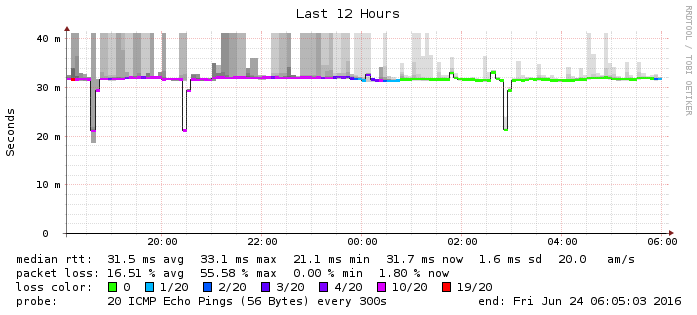 Last 12 Hours
RRDTOOL / TOBI OETIKER
Seconds
40 m
30 m
20 m
10 m
0
20:00 22:00 00:00 02:00 04:00 06:00
median rtt: 31.5 ms avg 33.1 ms max 21.1 ms min 31.7 ms now 1.6 ms sd 20.0 am/s
packet loss: 16.51 % avg 55.58 % max 0.00 % min 1.80 % now
loss color: 0 1/20 2/20 3/20 4/20 10/20 19/20
probe: 20 ICMP Echo Pings (56 Bytes) every 300s end: Fri Jun 24 06:05:03 2016